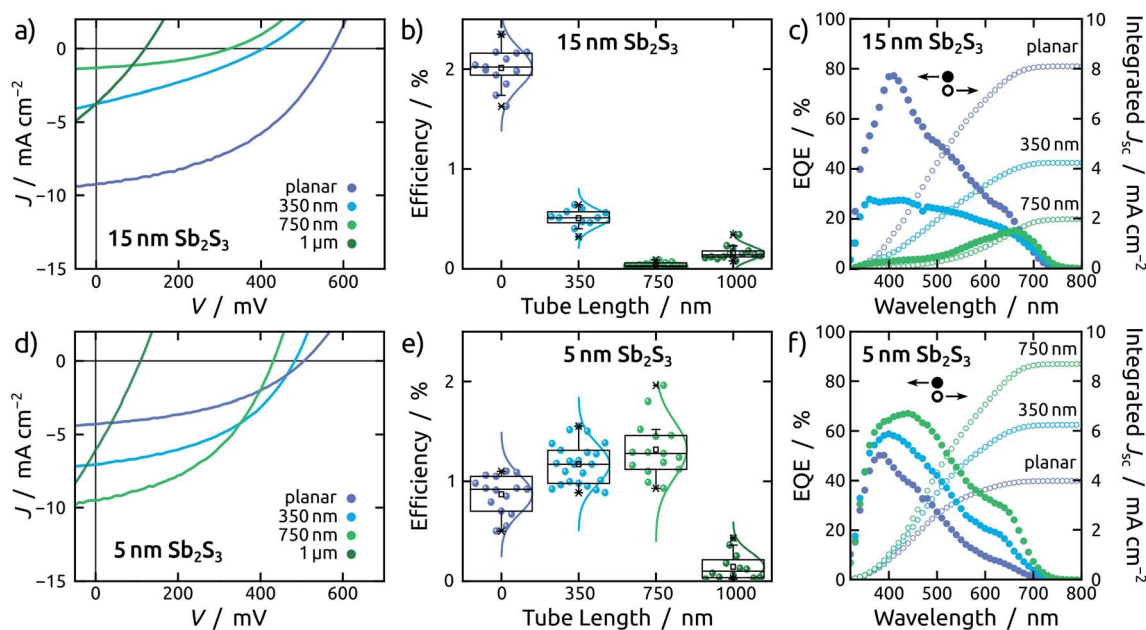 a)
J / mA cm⁻²
0
−5
−10
−15
0 200 400 600
V / mV
15 nm Sb₂S₃
planar
350 nm
750 nm
1 µm
b)
15 nm Sb₂S₃
Efficiency / %
2
1
0
0 350 750 1000
Tube Length / nm
c)
15 nm Sb₂S₃
planar
350 nm
750 nm
EQE / %
100
80
60
40
20
0
Integrated Jsc / mA cm⁻²
10
8
6
4
2
0
400 500 600 700 800
Wavelength / nm
d)
J / mA cm⁻²
0
−5
−10
−15
0 200 400 600
V / mV
5 nm Sb₂S₃
planar
350 nm
750 nm
1 µm
e)
5 nm Sb₂S₃
Efficiency / %
2
1
0
0 350 750 1000
Tube Length / nm
f)
5 nm Sb₂S₃
750 nm
350 nm
planar
EQE / %
100
80
60
40
20
0
Integrated Jsc / mA cm⁻²
10
8
6
4
2
0
400 500 600 700 800
Wavelength / nm